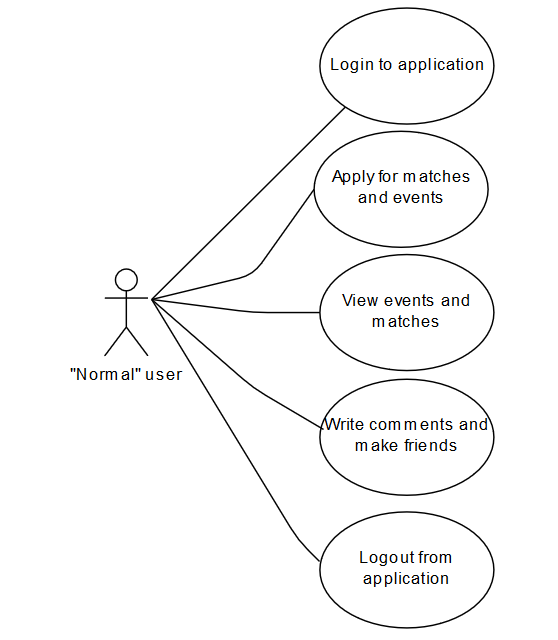 Login to application
Apply for matches
and events
View events and
matches
Write comments and
make friends
"Normal" user
Logout from
application